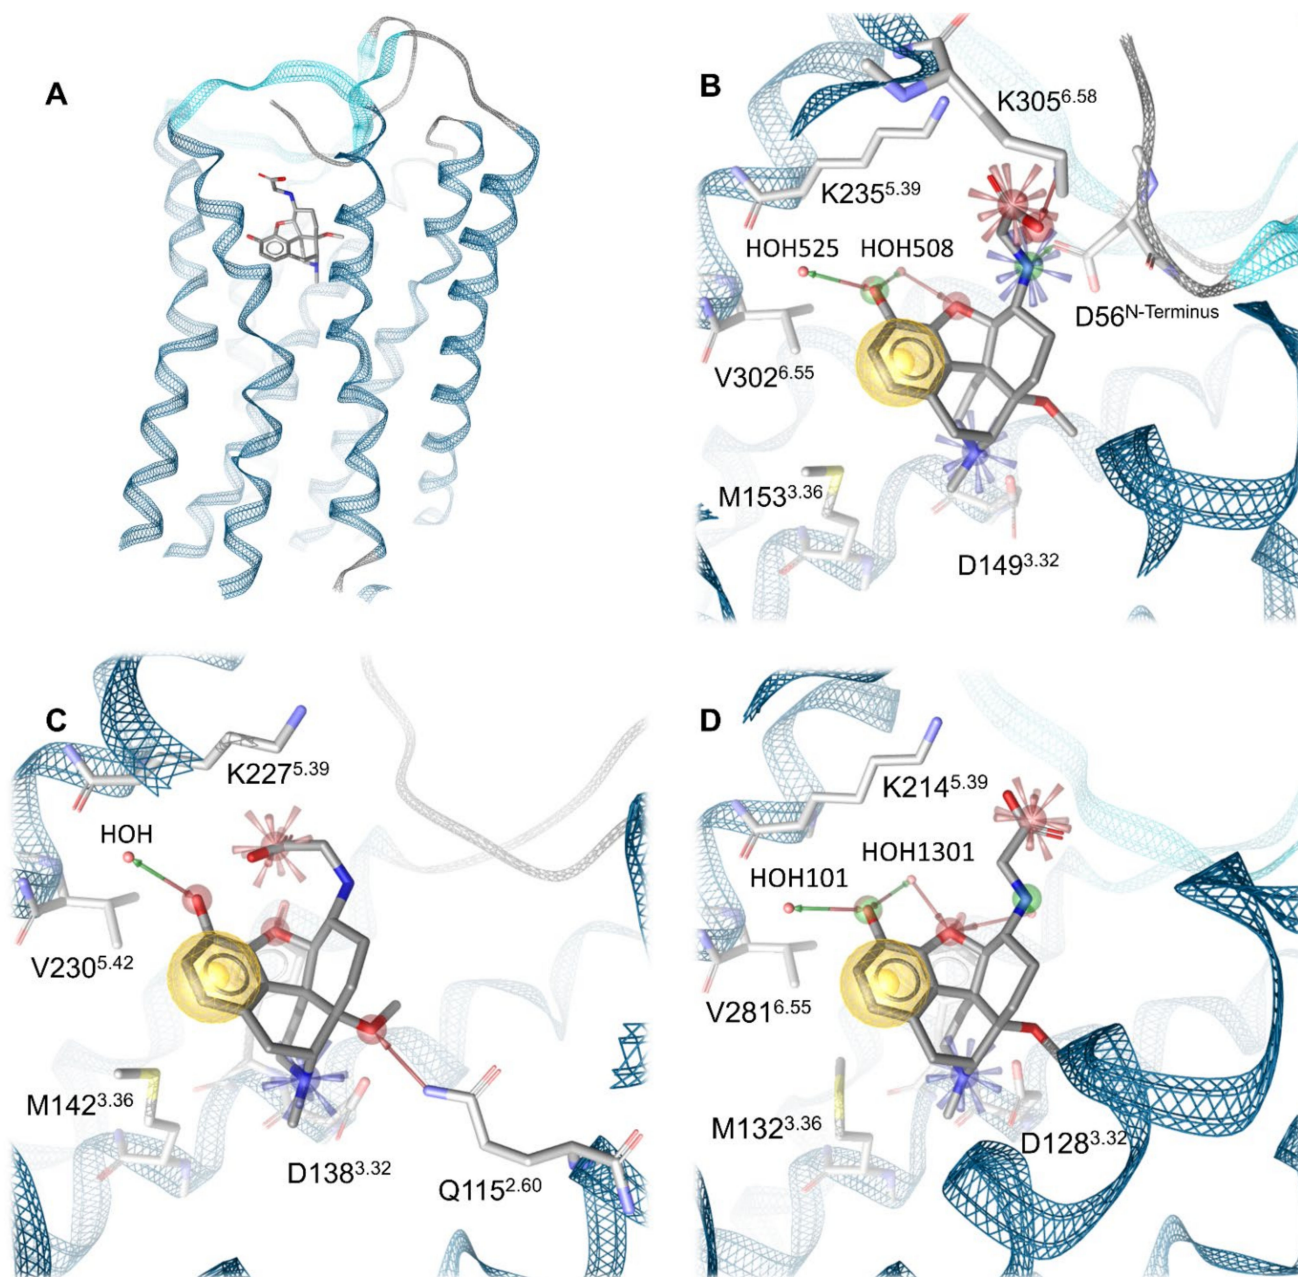 A
B
K305^6.58
K235^5.39
HOH525 HOH508
D56^N-Terminus
V302^6.55
M153^3.36
D149^3.32
C
K227^5.39
HOH
V230^5.42
M142^3.36
D138^3.32
Q115^2.60
D
K214^5.39
HOH1301
HOH101
V281^6.55
M132^3.36
D128^3.32